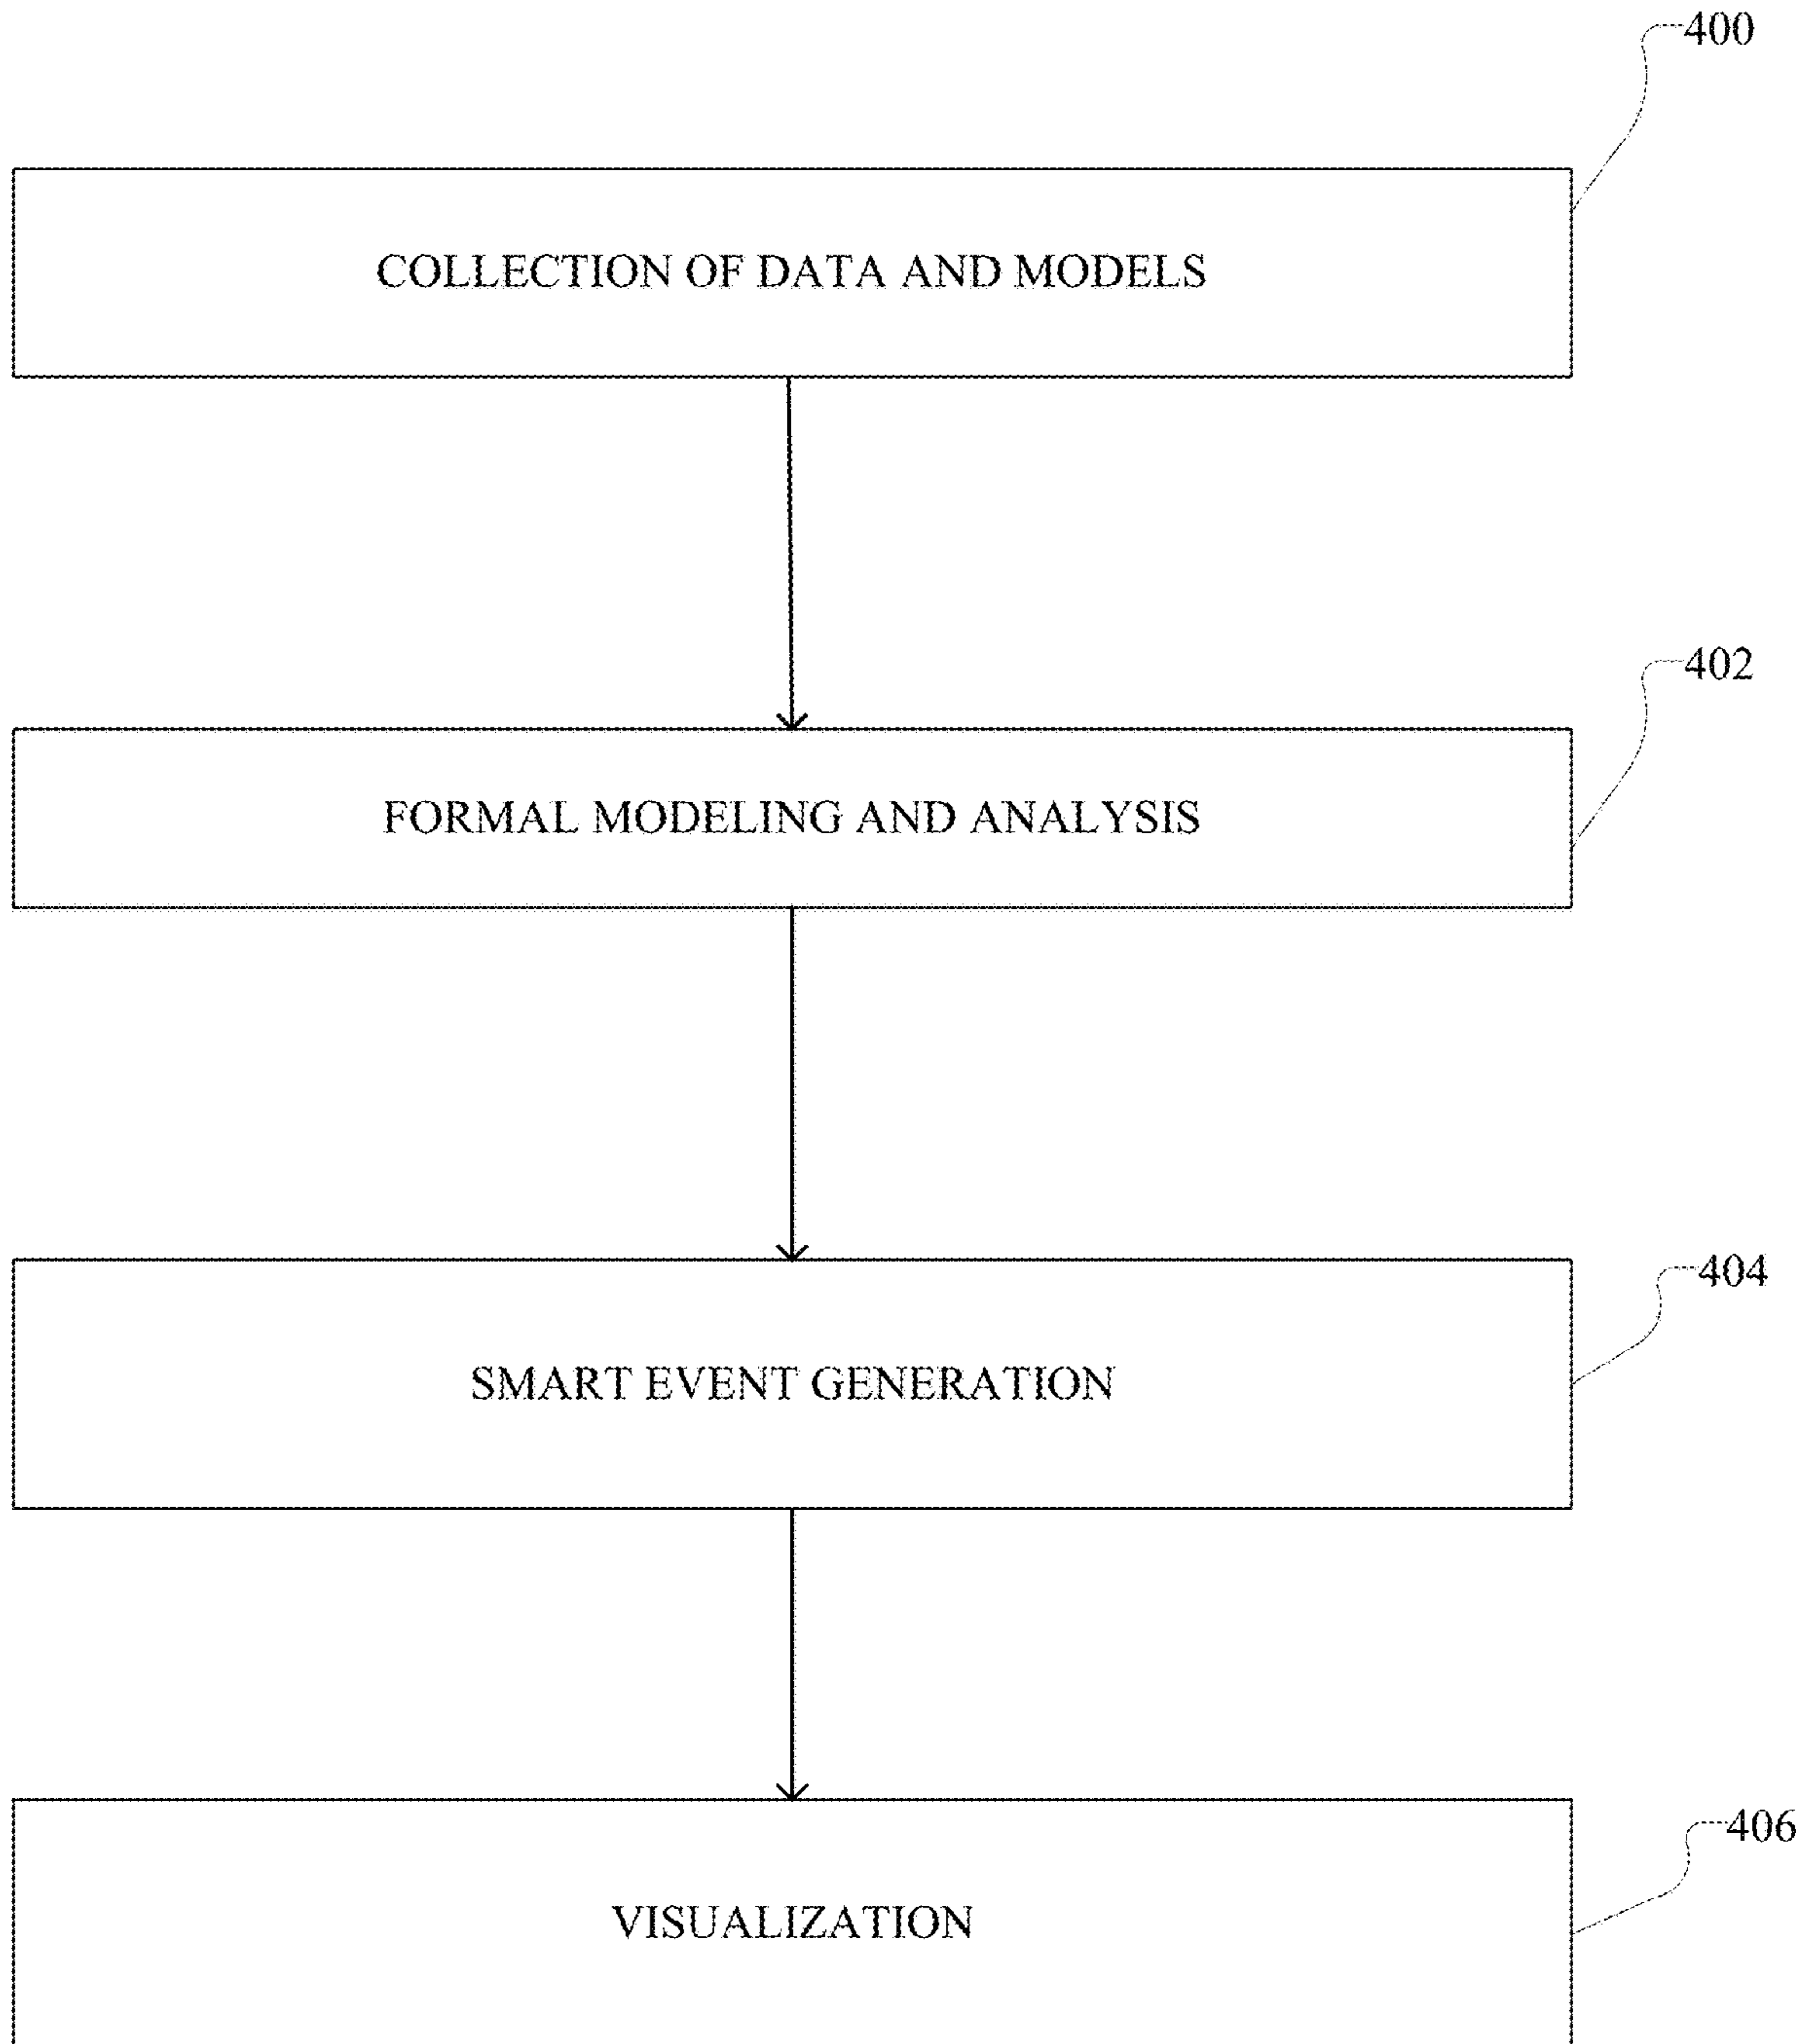 400
COLLECTION OF DATA AND MODELS
402
FORMAL MODELING AND ANALYSIS
404
SMART EVENT GENERATION
406
VISUALIZATION